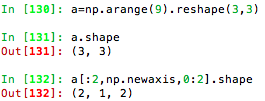 In [130]: a=np.arange(9).reshape(3,3)
In [131]: a.shape
Out[131]: (3, 3)
In [132]: a[:2,np.newaxis,0:2].shape
Out[132]: (2, 1, 2)